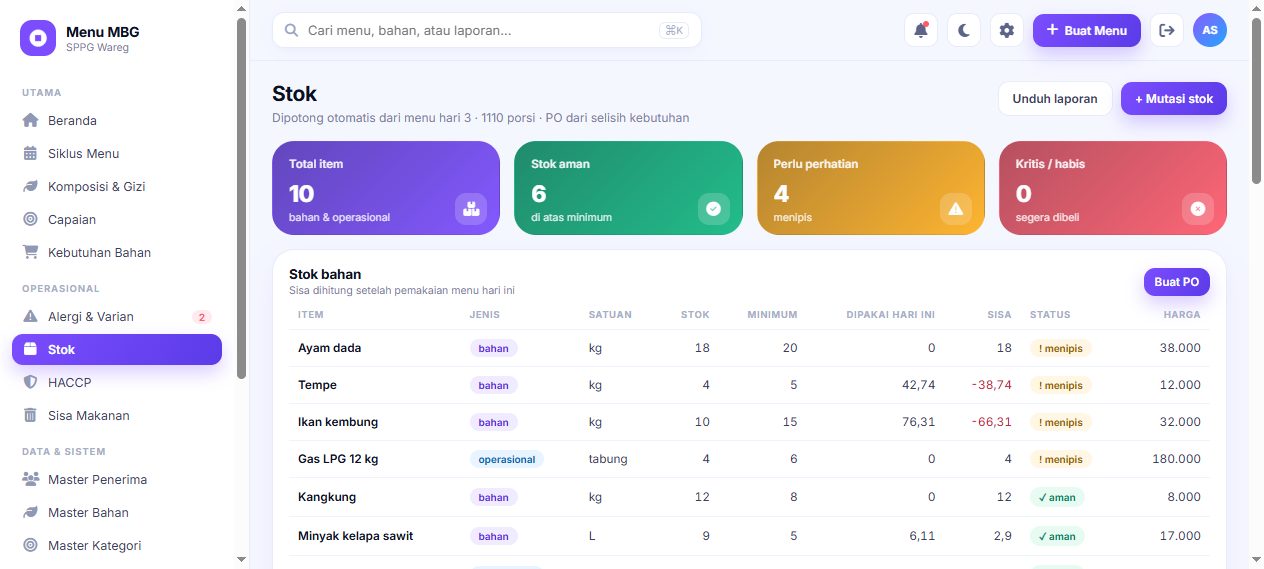 Menu MBG
SPPG Wareg
UTAMA
Beranda
Siklus Menu
Komposisi & Gizi
Capaian
Kebutuhan Bahan
OPERASIONAL
Alergi & Varian 2
Stok
HACCP
Sisa Makanan
DATA & SISTEM
Master Penerima
Master Bahan
Master Kategori
Cari menu, bahan, atau laporan... ⌘K
+ Buat Menu
AS
Stok
Dipotong otomatis dari menu hari 3 · 1110 porsi · PO dari selisih kebutuhan
Unduh laporan
+ Mutasi stok
Total item
10
bahan & operasional
Stok aman
6
di atas minimum
Perlu perhatian
4
menipis
Kritis / habis
0
segera dibeli
Stok bahan
Sisa dihitung setelah pemakaian menu hari ini
Buat PO
ITEM JENIS SATUAN STOK MINIMUM DIPAKAI HARI INI SISA STATUS HARGA
Ayam dada bahan kg 18 20 0 18 ! menipis 38.000
Tempe bahan kg 4 5 42,74 -38,74 ! menipis 12.000
Ikan kembung bahan kg 10 15 76,31 -66,31 ! menipis 32.000
Gas LPG 12 kg operasional tabung 4 6 0 4 ! menipis 180.000
Kangkung bahan kg 12 8 0 12 ✓ aman 8.000
Minyak kelapa sawit bahan L 9 5 6,11 2,9 ✓ aman 17.000